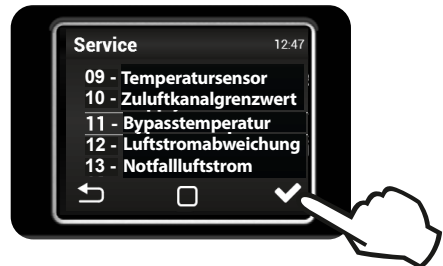 Service 12:47
09 - Temperatursensor
10 - Zuluftkanalgrenzwert
11 - Bypasstemperatur
12 - Luftstromabweichung
13 - Notfallluftstrom